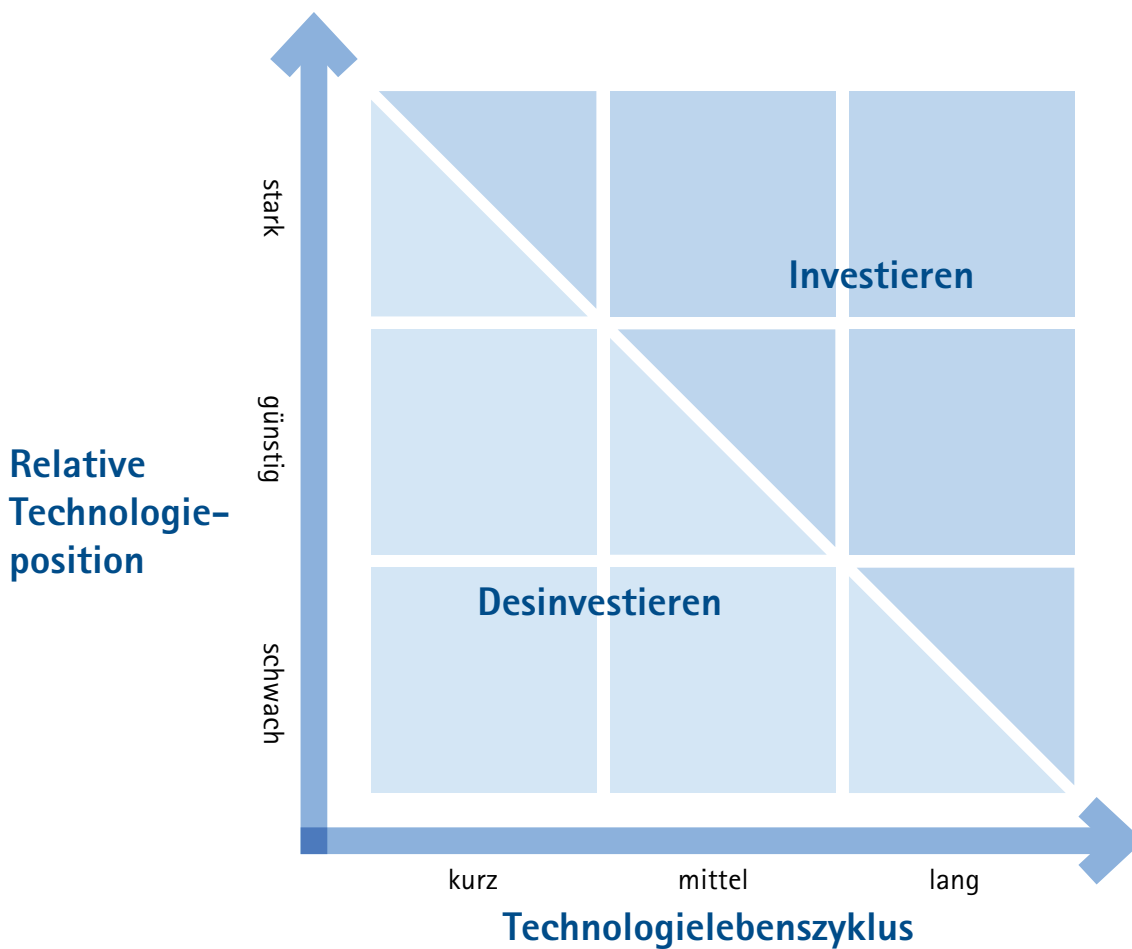 stark
Investieren
günstig
Relative
Technologie-
position
Desinvestieren
schwach
kurz
mittel
lang
Technologielebenszyklus